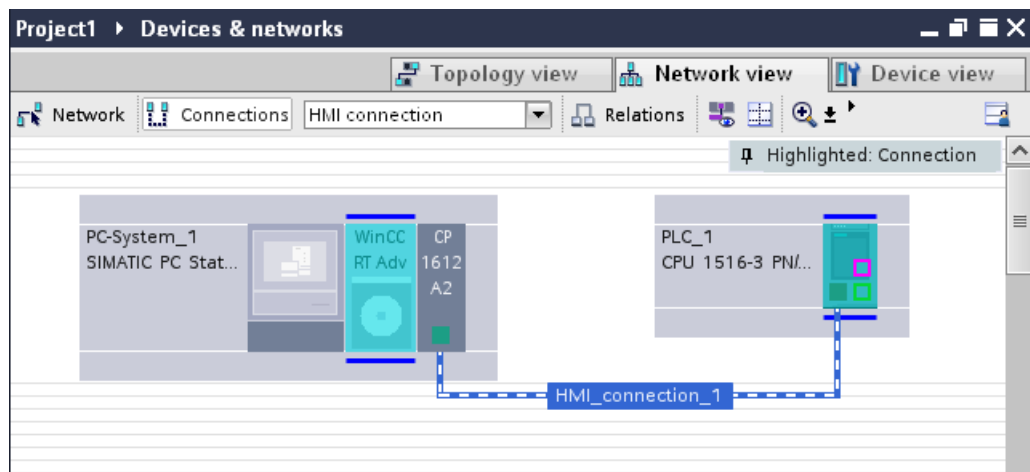 Project1 ▸ Devices & networks
Topology view
Network view
Device view
Network
Connections
HMI connection
Relations
Highlighted: Connection
PC-System_1
SIMATIC PC Stat...
WinCC
RT Adv
CP
1612
A2
PLC_1
CPU 1516-3 PN/...
HMI_connection_1